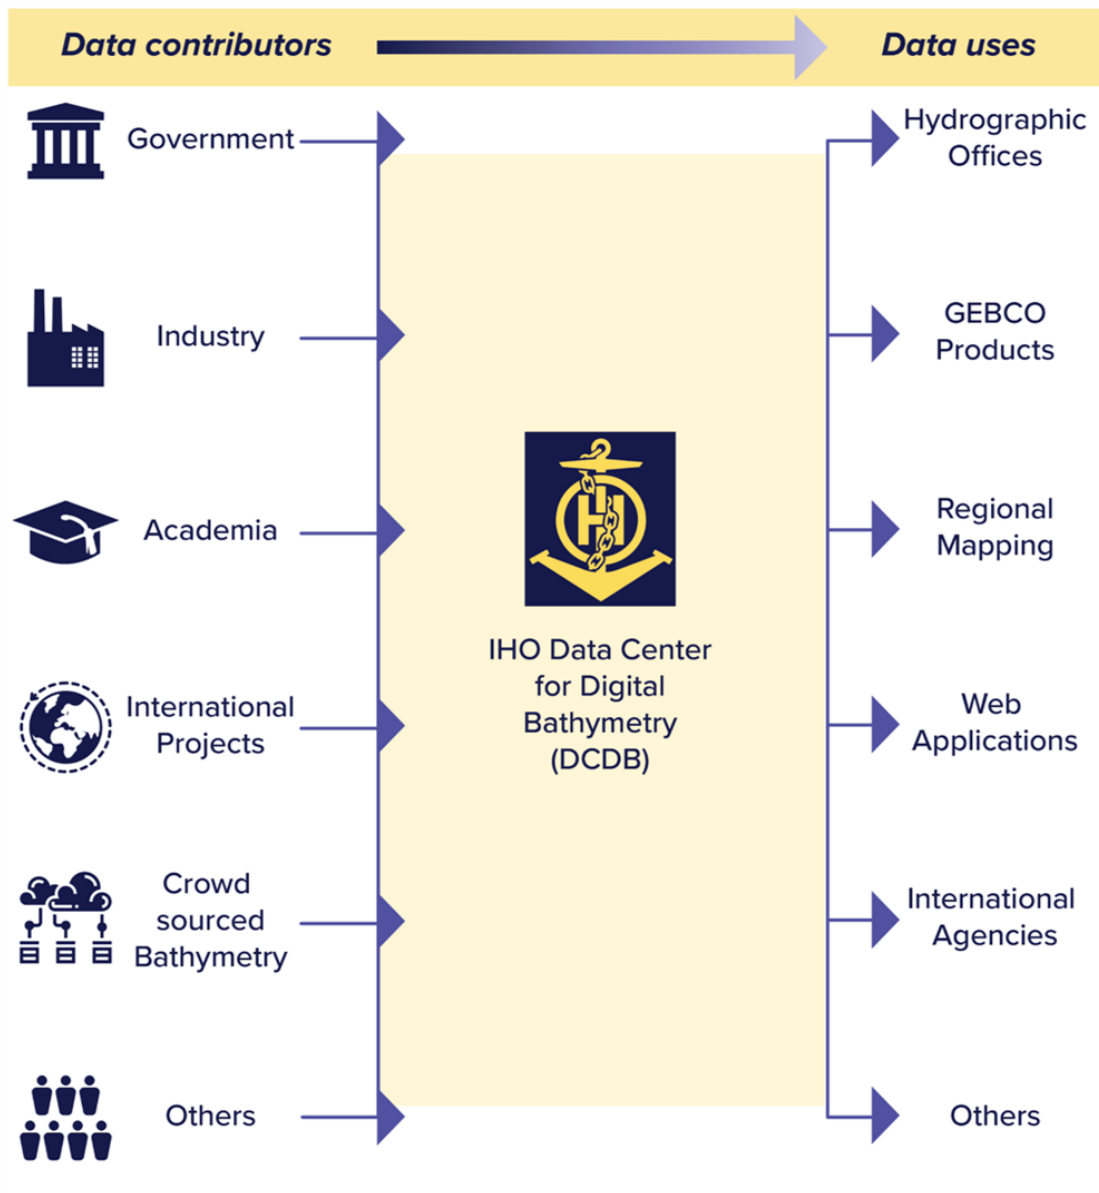 Data contributors
Data uses
Government
Industry
Academia
International
Projects
Crowd
sourced
Bathymetry
Others
IHO Data Center
for Digital
Bathymetry
(DCDB)
Hydrographic
Offices
GEBCO
Products
Regional
Mapping
Web
Applications
International
Agencies
Others